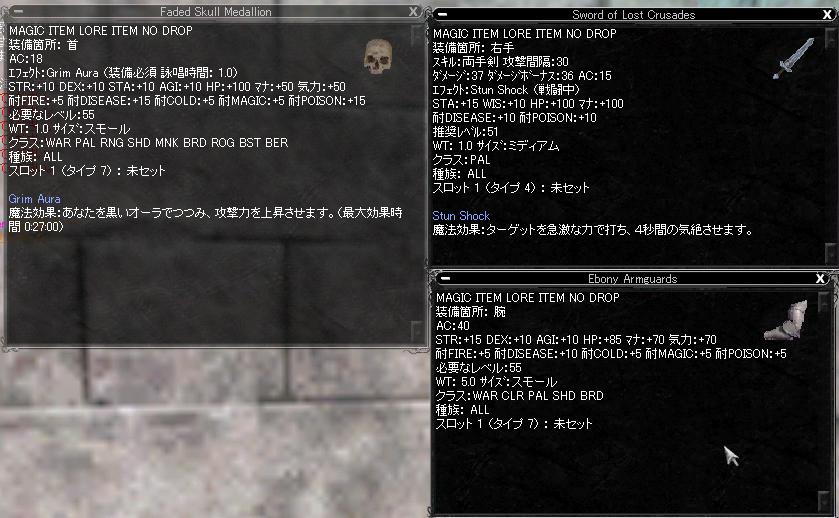 Faded Skull Medallion
MAGIC ITEM LORE ITEM NO DROP
装備箇所: 首
AC:18
ｴﾌｪｸﾄ:Grim Aura (装備必須 詠唱時間: 1.0)
STR:+10 DEX:+10 STA:+10 AGI:+10 HP:+100 マナ:+50 気力:+50
耐FIRE:+5 耐DISEASE:+15 耐COLD:+5 耐MAGIC:+5 耐POISON:+15
必要なレベル:55
WT: 1.0 ｻｲｽﾞ:スモール
クラス:WAR PAL RNG SHD MNK BRD ROG BST BER
種族: ALL
スロット 1 (タイプ 7) : 未セット
Grim Aura
魔法効果:あなたを黒いオーラでつつみ、攻撃力を上昇させます。(最大効果時
間 0:27:00)
Sword of Lost Crusades
MAGIC ITEM LORE ITEM NO DROP
装備箇所: 右手
スキル:両手剣 攻撃間隔:30
ﾀﾞﾒｰｼﾞ:37 ﾀﾞﾒｰｼﾞﾎﾞｰﾅｽ:36 AC:15
ｴﾌｪｸﾄ:Stun Shock (戦闘中)
STA:+15 WIS:+10 HP:+100 マナ:+100
耐DISEASE:+10 耐POISON:+10
推奨レベル:51
WT: 1.0 ｻｲｽﾞ:ミディアム
クラス:PAL
種族: ALL
スロット 1 (タイプ 4) : 未セット
Stun Shock
魔法効果:ターゲットを急激な力で打ち、4秒間の気絶させます。
Ebony Armguards
MAGIC ITEM LORE ITEM NO DROP
装備箇所: 腕
AC:40
STR:+15 DEX:+10 AGI:+10 HP:+85 マナ:+70 気力:+70
耐FIRE:+5 耐DISEASE:+10 耐COLD:+5 耐MAGIC:+5 耐POISON:+5
必要なレベル:55
WT: 5.0 ｻｲｽﾞ:スモール
クラス:WAR CLR PAL SHD BRD
種族: ALL
スロット 1 (タイプ 7) : 未セット